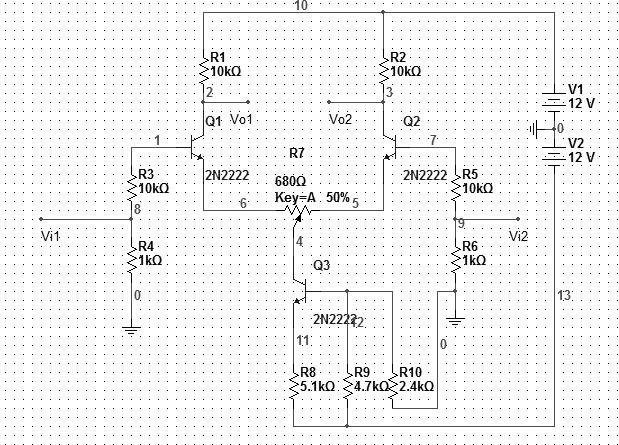 10
R1
10kΩ
R2
10kΩ
V1
12 V
2
3
Q1
Vo1
Vo2
Q2
0
V2
12 V
1
7
R7
2N2222
2N2222
R3
10kΩ
680Ω
Key=A 50%
R5
10kΩ
6
5
8
9
Vi1
Vi2
4
R4
1kΩ
R6
1kΩ
Q3
0
13
2N2222
12
11
0
R8
5.1kΩ
R9
4.7kΩ
R10
2.4kΩ